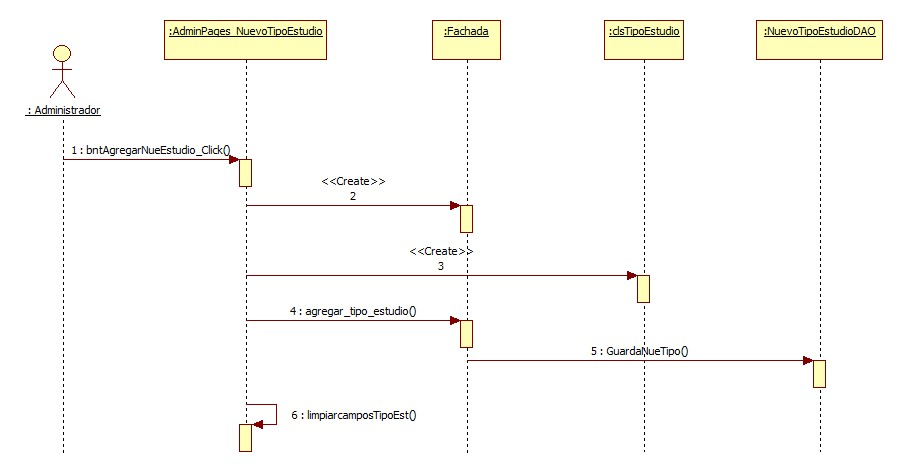 :AdminPages_NuevoTipoEstudio
:Fachada
:clsTipoEstudio
:NuevoTipoEstudioDAO
: Administrador
1 : bntAgregarNueEstudio_Click()
<<Create>>
2
<<Create>>
3
4 : agregar_tipo_estudio()
5 : GuardaNueTipo()
6 : limpiarcamposTipoEst()